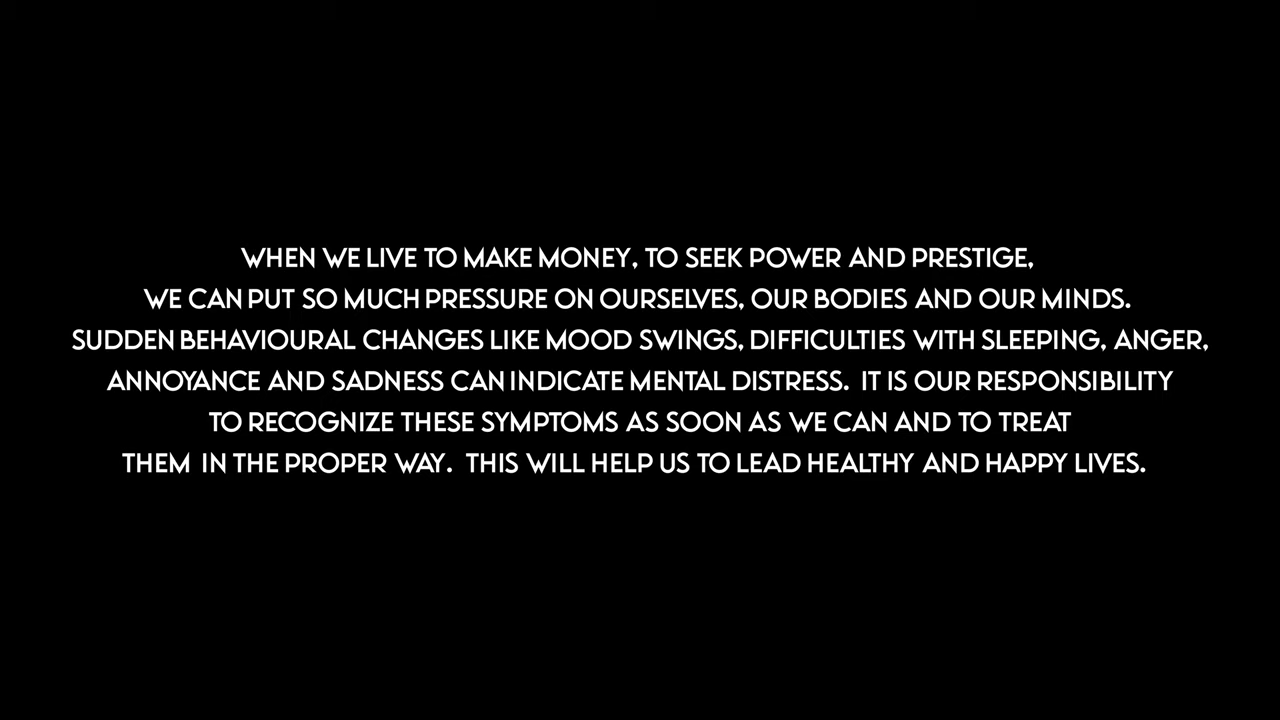 WHEN WE LIVE TO MAKE MONEY, TO SEEK POWER AND PRESTIGE,
WE CAN PUT SO MUCH PRESSURE ON OURSELVES, OUR BODIES AND OUR MINDS.
SUDDEN BEHAVIOURAL CHANGES LIKE MOOD SWINGS, DIFFICULTIES WITH SLEEPING, ANGER,
ANNOYANCE AND SADNESS CAN INDICATE MENTAL DISTRESS. IT IS OUR RESPONSIBILITY
TO RECOGNIZE THESE SYMPTOMS AS SOON AS WE CAN AND TO TREAT
THEM IN THE PROPER WAY. THIS WILL HELP US TO LEAD HEALTHY AND HAPPY LIVES.